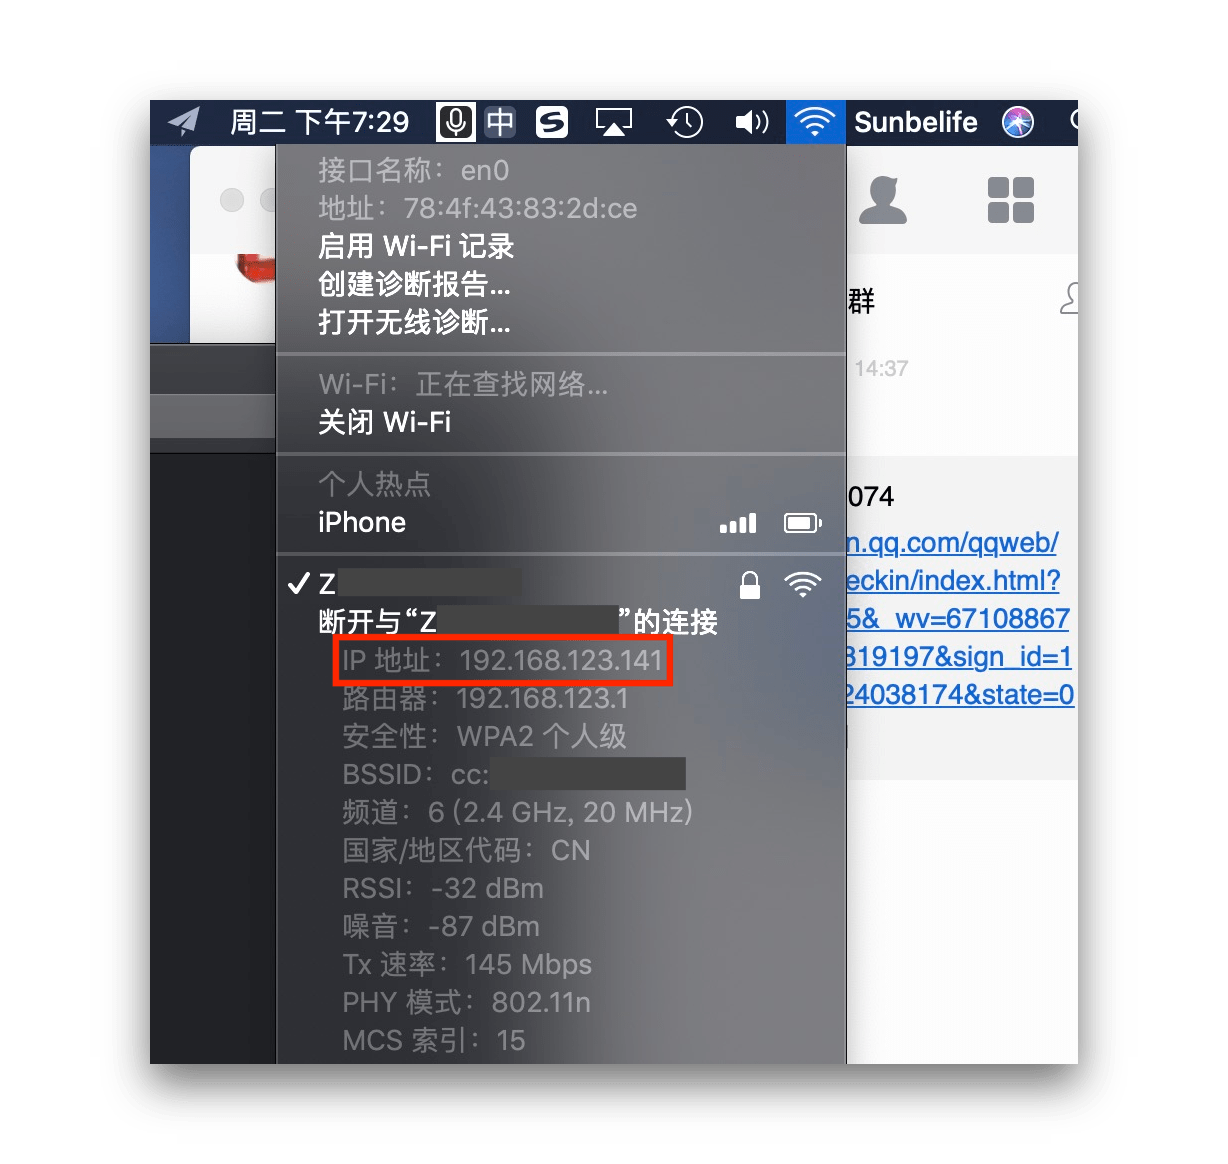 周二 下午7:29 中 S Sunbelife
接口名称：en0
地址：78:4f:43:83:2d:ce
启用 Wi-Fi 记录
创建诊断报告...
打开无线诊断...
Wi-Fi：正在查找网络...
关闭 Wi-Fi
个人热点
iPhone
Z
断开与“Z”的连接
IP 地址：192.168.123.141
路由器：192.168.123.1
安全性：WPA2 个人级
BSSID：cc:
频道：6 (2.4 GHz, 20 MHz)
国家/地区代码：CN
RSSI：-32 dBm
噪音：-87 dBm
Tx 速率：145 Mbps
PHY 模式：802.11n
MCS 索引：15
群
14:37
074
n.qq.com/qqweb/
eckin/index.html?
5&_wv=67108867
319197&sign_id=1
24038174&state=0